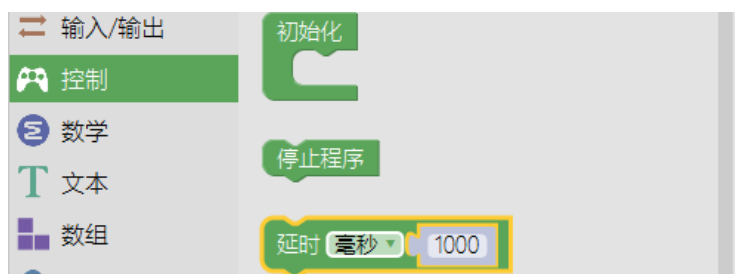 输入/输出
控制
数学
文本
数组
初始化
停止程序
延时 毫秒 1000